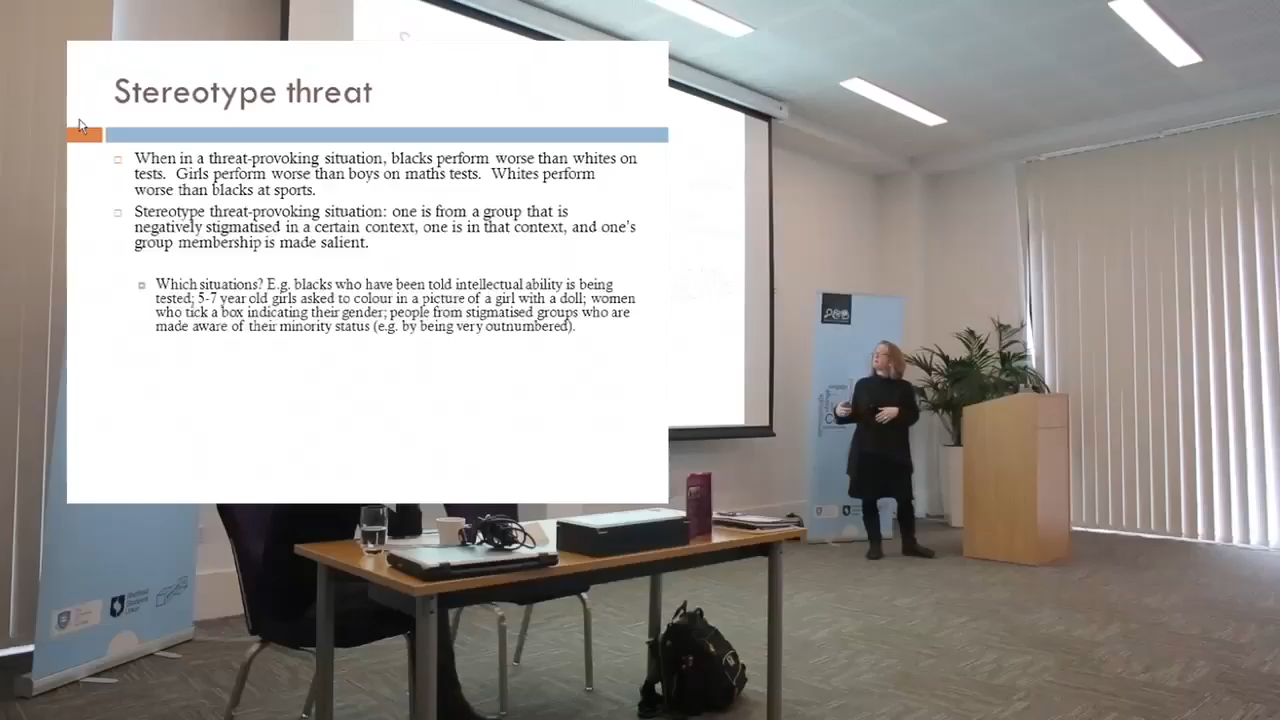 Stereotype threat
When in a threat-provoking situation, blacks perform worse than whites on
tests. Girls perform worse than boys on maths tests. Whites perform
worse than blacks at sports.
Stereotype threat-provoking situation: one is from a group that is
negatively stigmatised in a certain context, one is in that context, and one's
group membership is made salient.
Which situations? E.g. blacks who have been told intellectual ability is being
tested; 5-7 year old girls asked to colour in a picture of a girl with a doll; women
who tick a box indicating their gender; people from stigmatised groups who are
made aware of their minority status (e.g. by being very outnumbered).